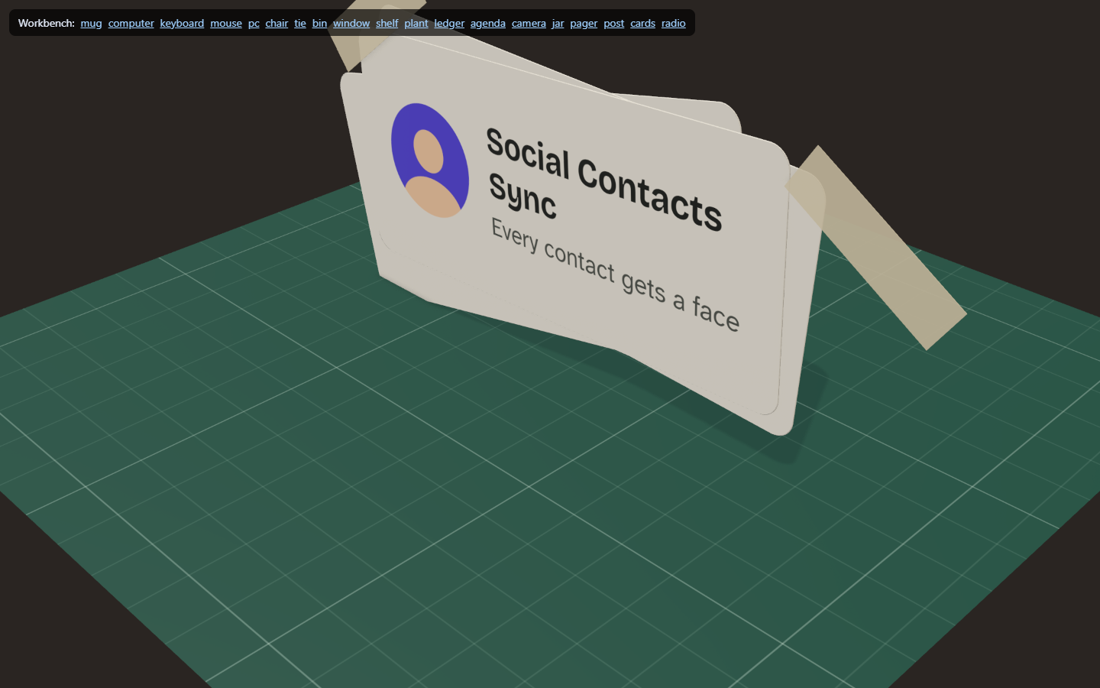 Workbench: mug computer keyboard mouse pc chair tie bin window shelf plant ledger agenda camera jar pager post cards radio
Social Contacts
Sync
Every contact gets a face